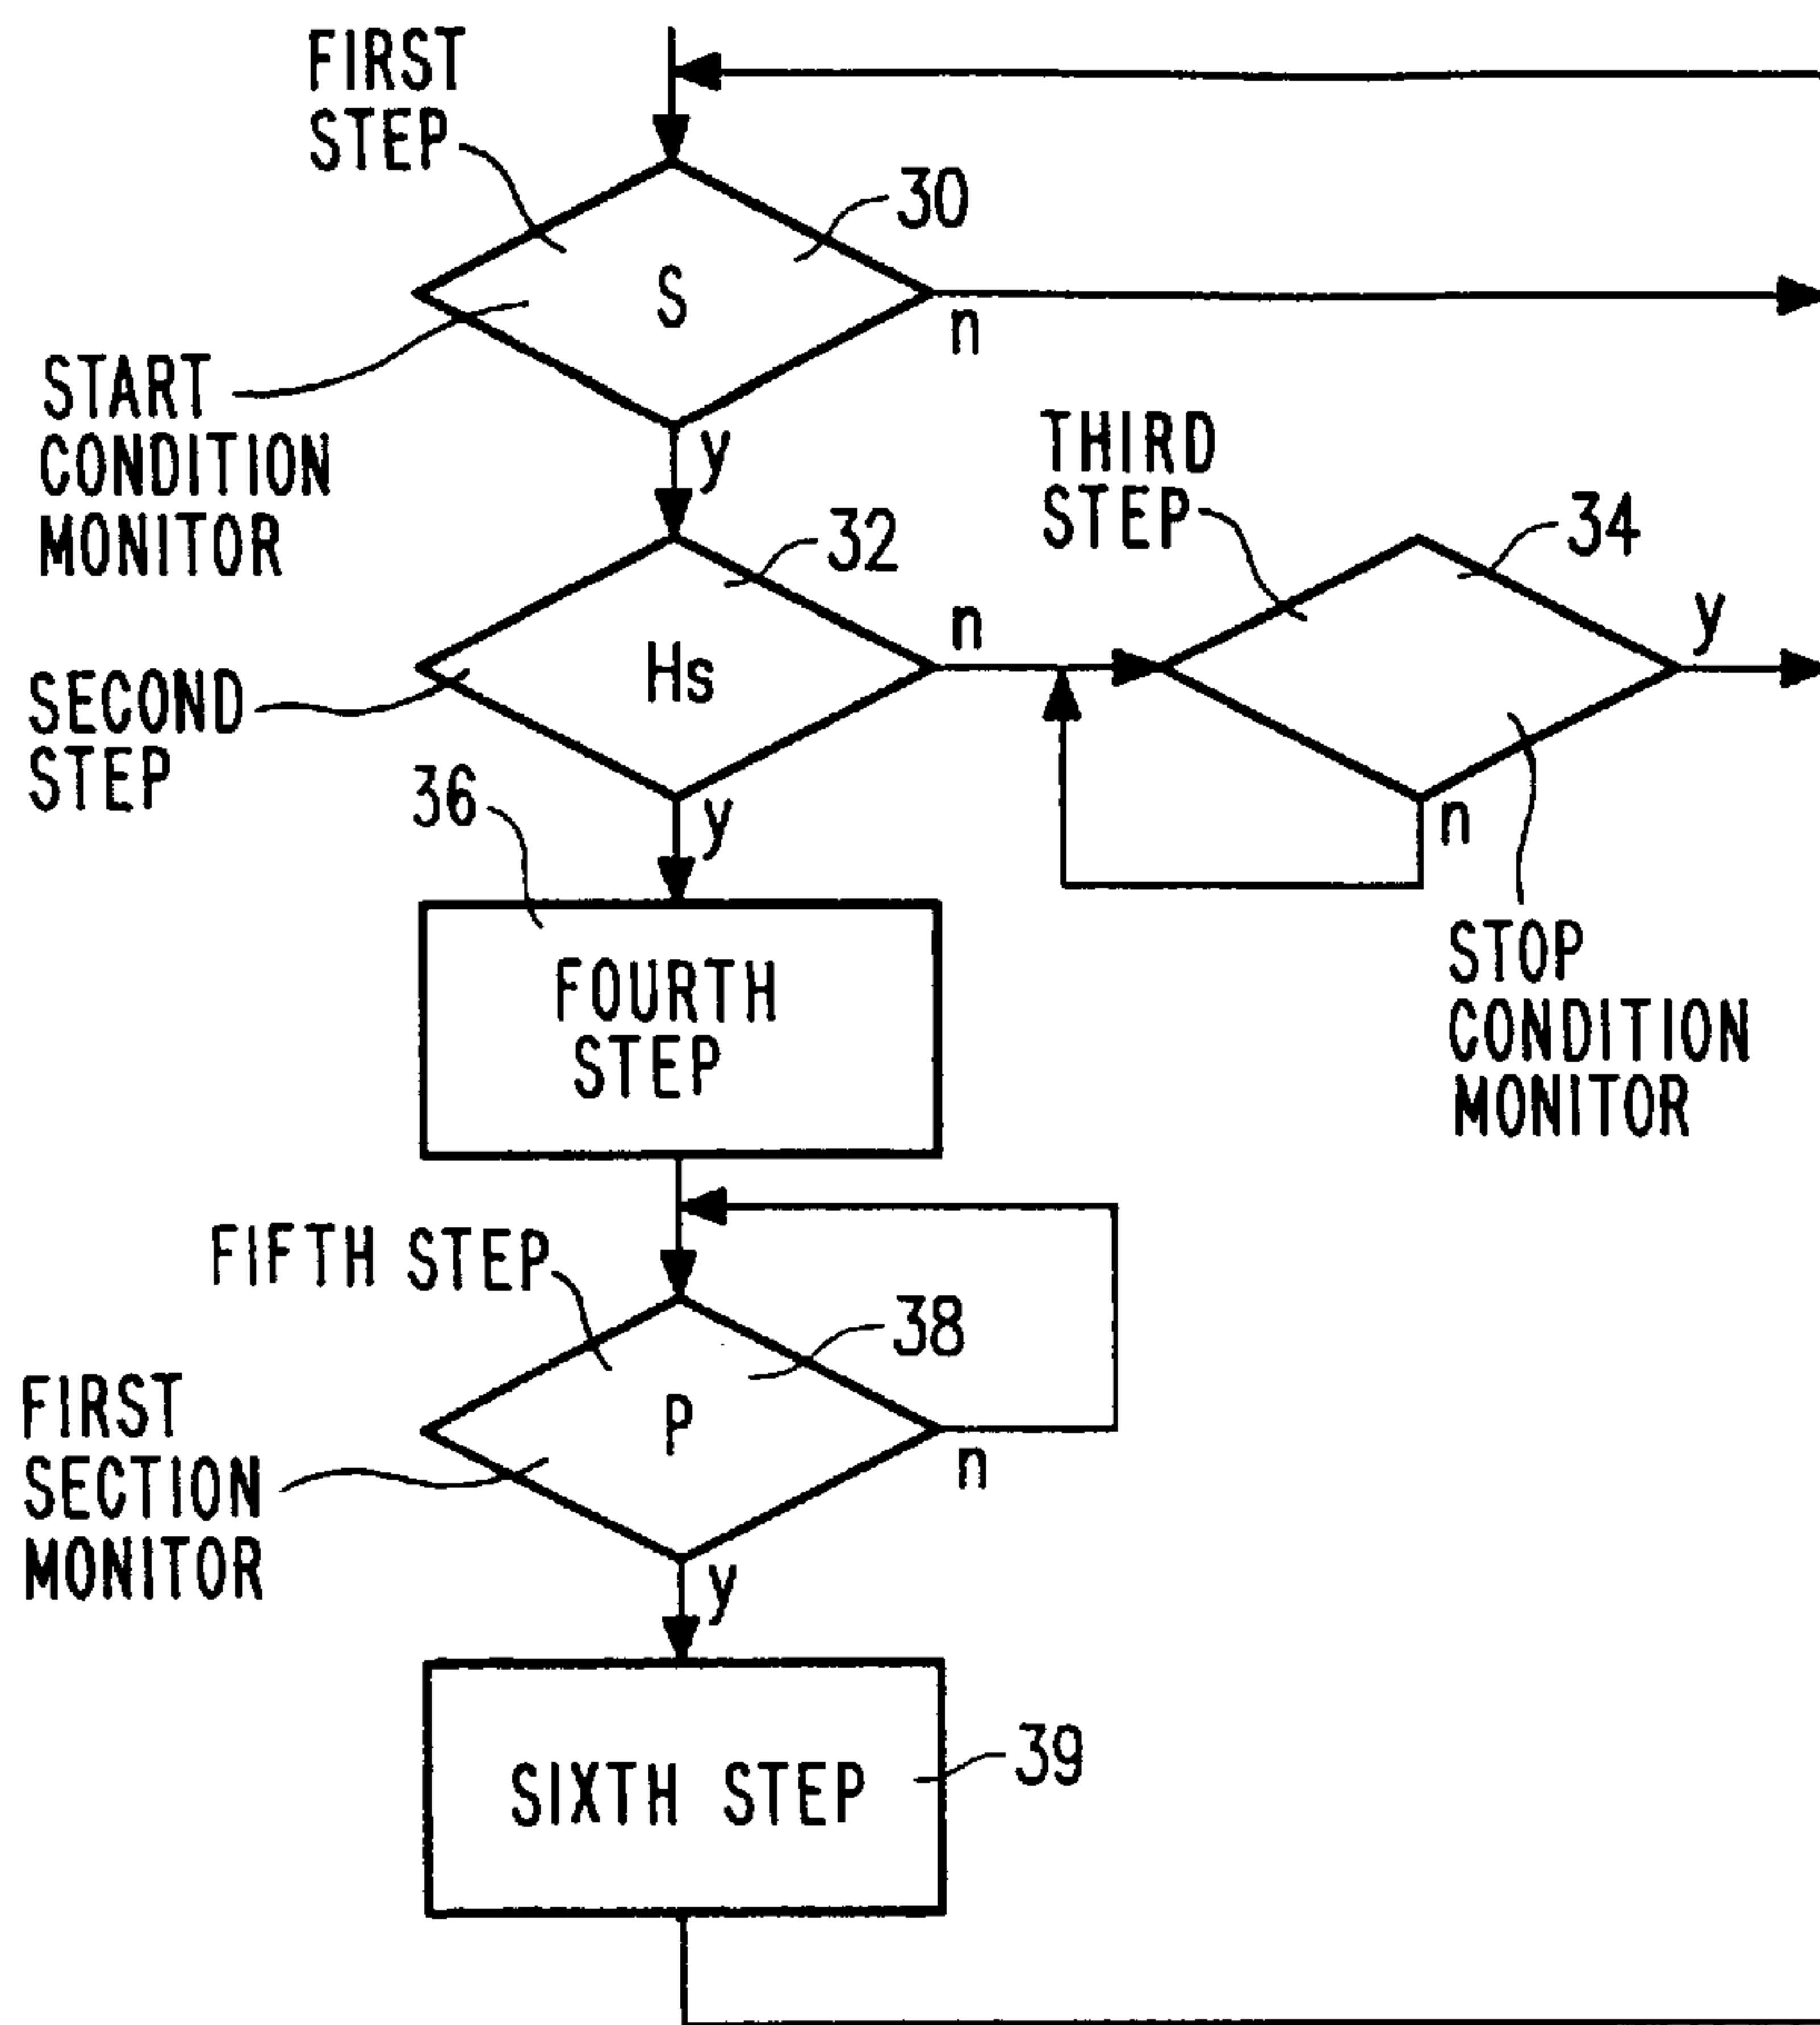 FIRST
STEP
30
S
n
START
CONDITION
MONITOR
y
THIRD
STEP
34
32
n
y
Hs
SECOND
STEP
36
y
n
FOURTH
STEP
STOP
CONDITION
MONITOR
FIFTH STEP
38
FIRST
SECTION
MONITOR
P
n
y
SIXTH STEP
39